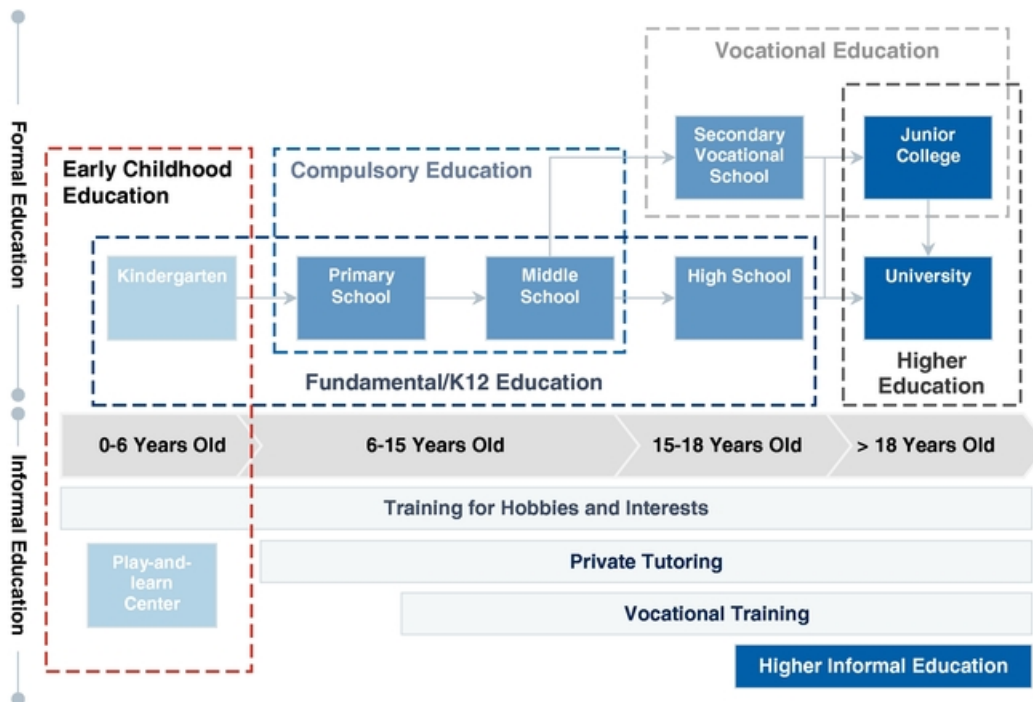 Formal Education
Informal Education
Vocational Education
Secondary
Vocational
School
Junior
College
Early Childhood
Education
Compulsory Education
Kindergarten
Primary
School
Middle
School
High School
University
Fundamental/K12 Education
Higher
Education
0-6 Years Old
6-15 Years Old
15-18 Years Old
> 18 Years Old
Training for Hobbies and Interests
Play-and-
learn
Center
Private Tutoring
Vocational Training
Higher Informal Education